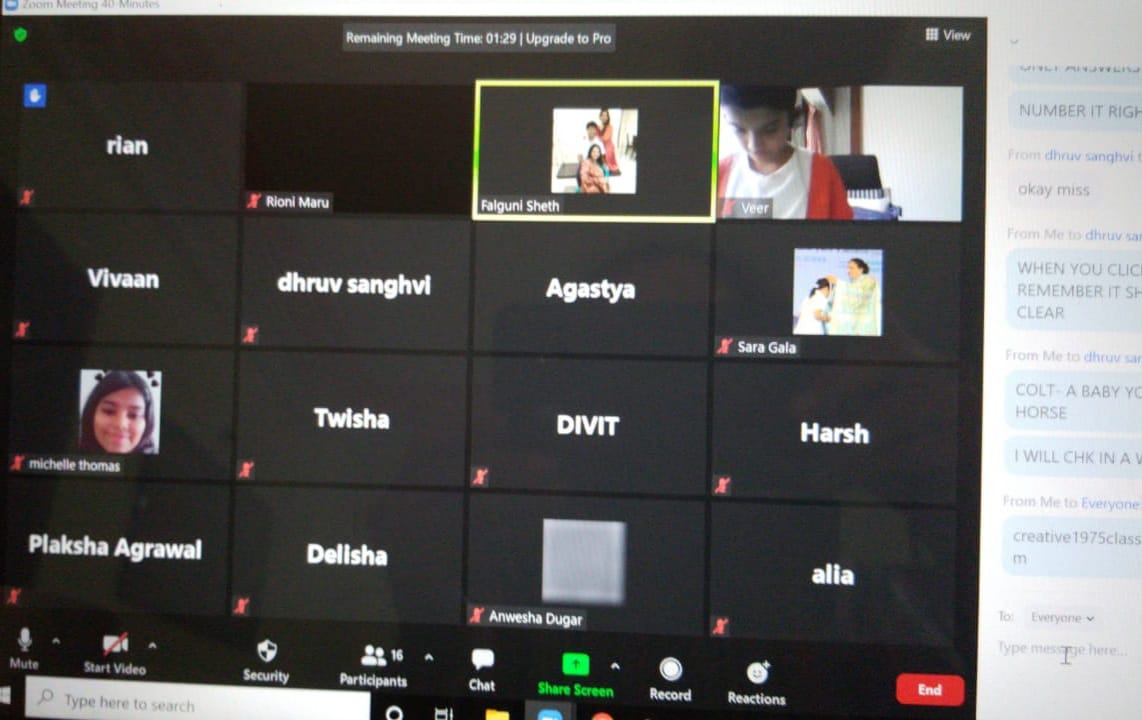 Zoom Meeting 40-Minutes
Remaining Meeting Time: 01:29 | Upgrade to Pro
View
rian
Rioni Maru
Falguni Sheth
Veer
Vivaan
dhruv sanghvi
Agastya
Sara Gala
michelle thomas
Twisha
DIVIT
Harsh
Plaksha Agrawal
Delisha
Anwesha Dugar
alia
ONLY ANSWERS
NUMBER IT RIGH
From dhruv sanghvi t
okay miss
From Me to dhruv sar
WHEN YOU CLIC
REMEMBER IT SH
CLEAR
From Me to dhruv sar
COLT- A BABY YO
HORSE
I WILL CHK IN A W
From Me to Everyone
creative1975class
m
To: Everyone
Type message here...
Mute
Start Video
Security
16
Participants
Chat
Share Screen
Record
Reactions
End
Type here to search